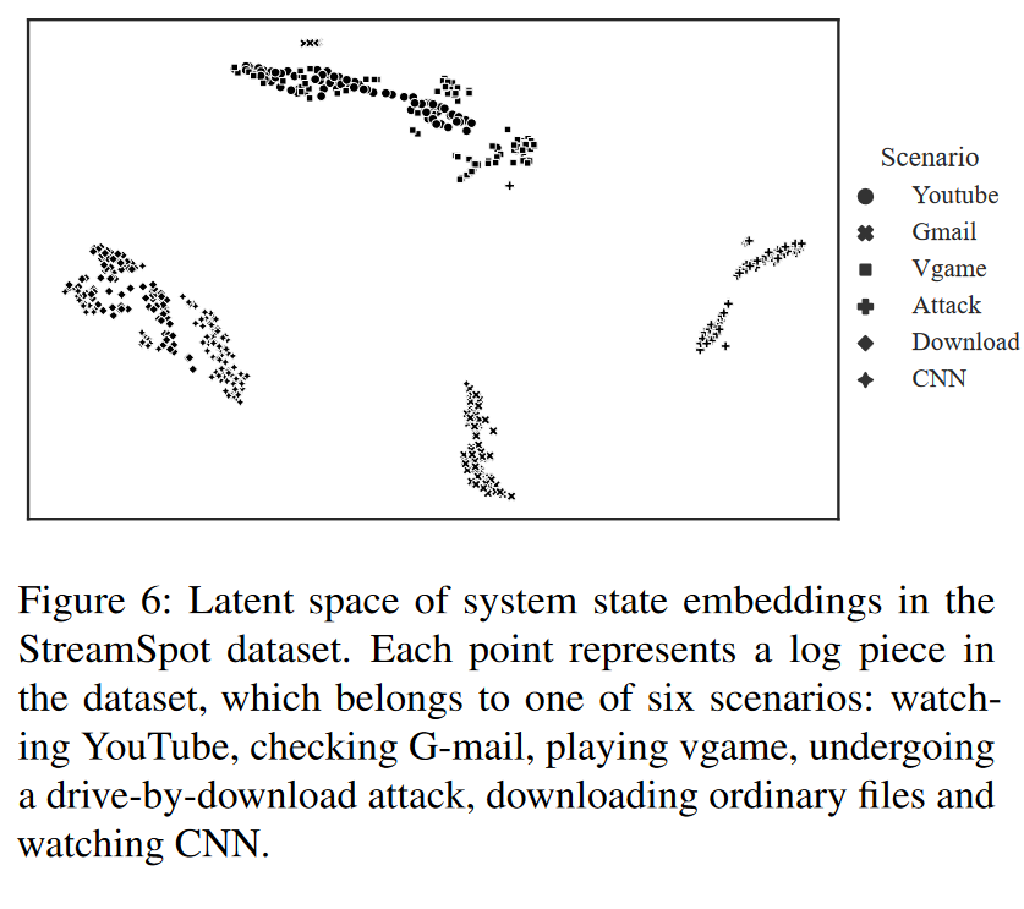 Scenario
Youtube
Gmail
Vgame
Attack
Download
CNN
Figure 6: Latent space of system state embeddings in the
StreamSpot dataset. Each point represents a log piece in
the dataset, which belongs to one of six scenarios: watch-
ing YouTube, checking G-mail, playing vgame, undergoing
a drive-by-download attack, downloading ordinary files and
watching CNN.